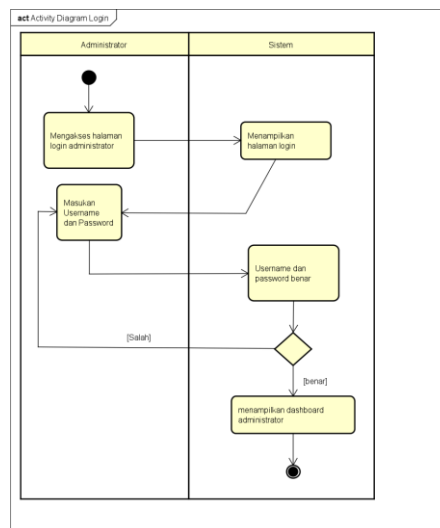 act Activity Diagram Login
Administrator
Sistem
Mengakses halaman
login administrator
Menampilkan
halaman login
Masukan
Username
dan Password
Username dan
password benar
[Salah]
[benar]
menampilkan dashboard
administrator